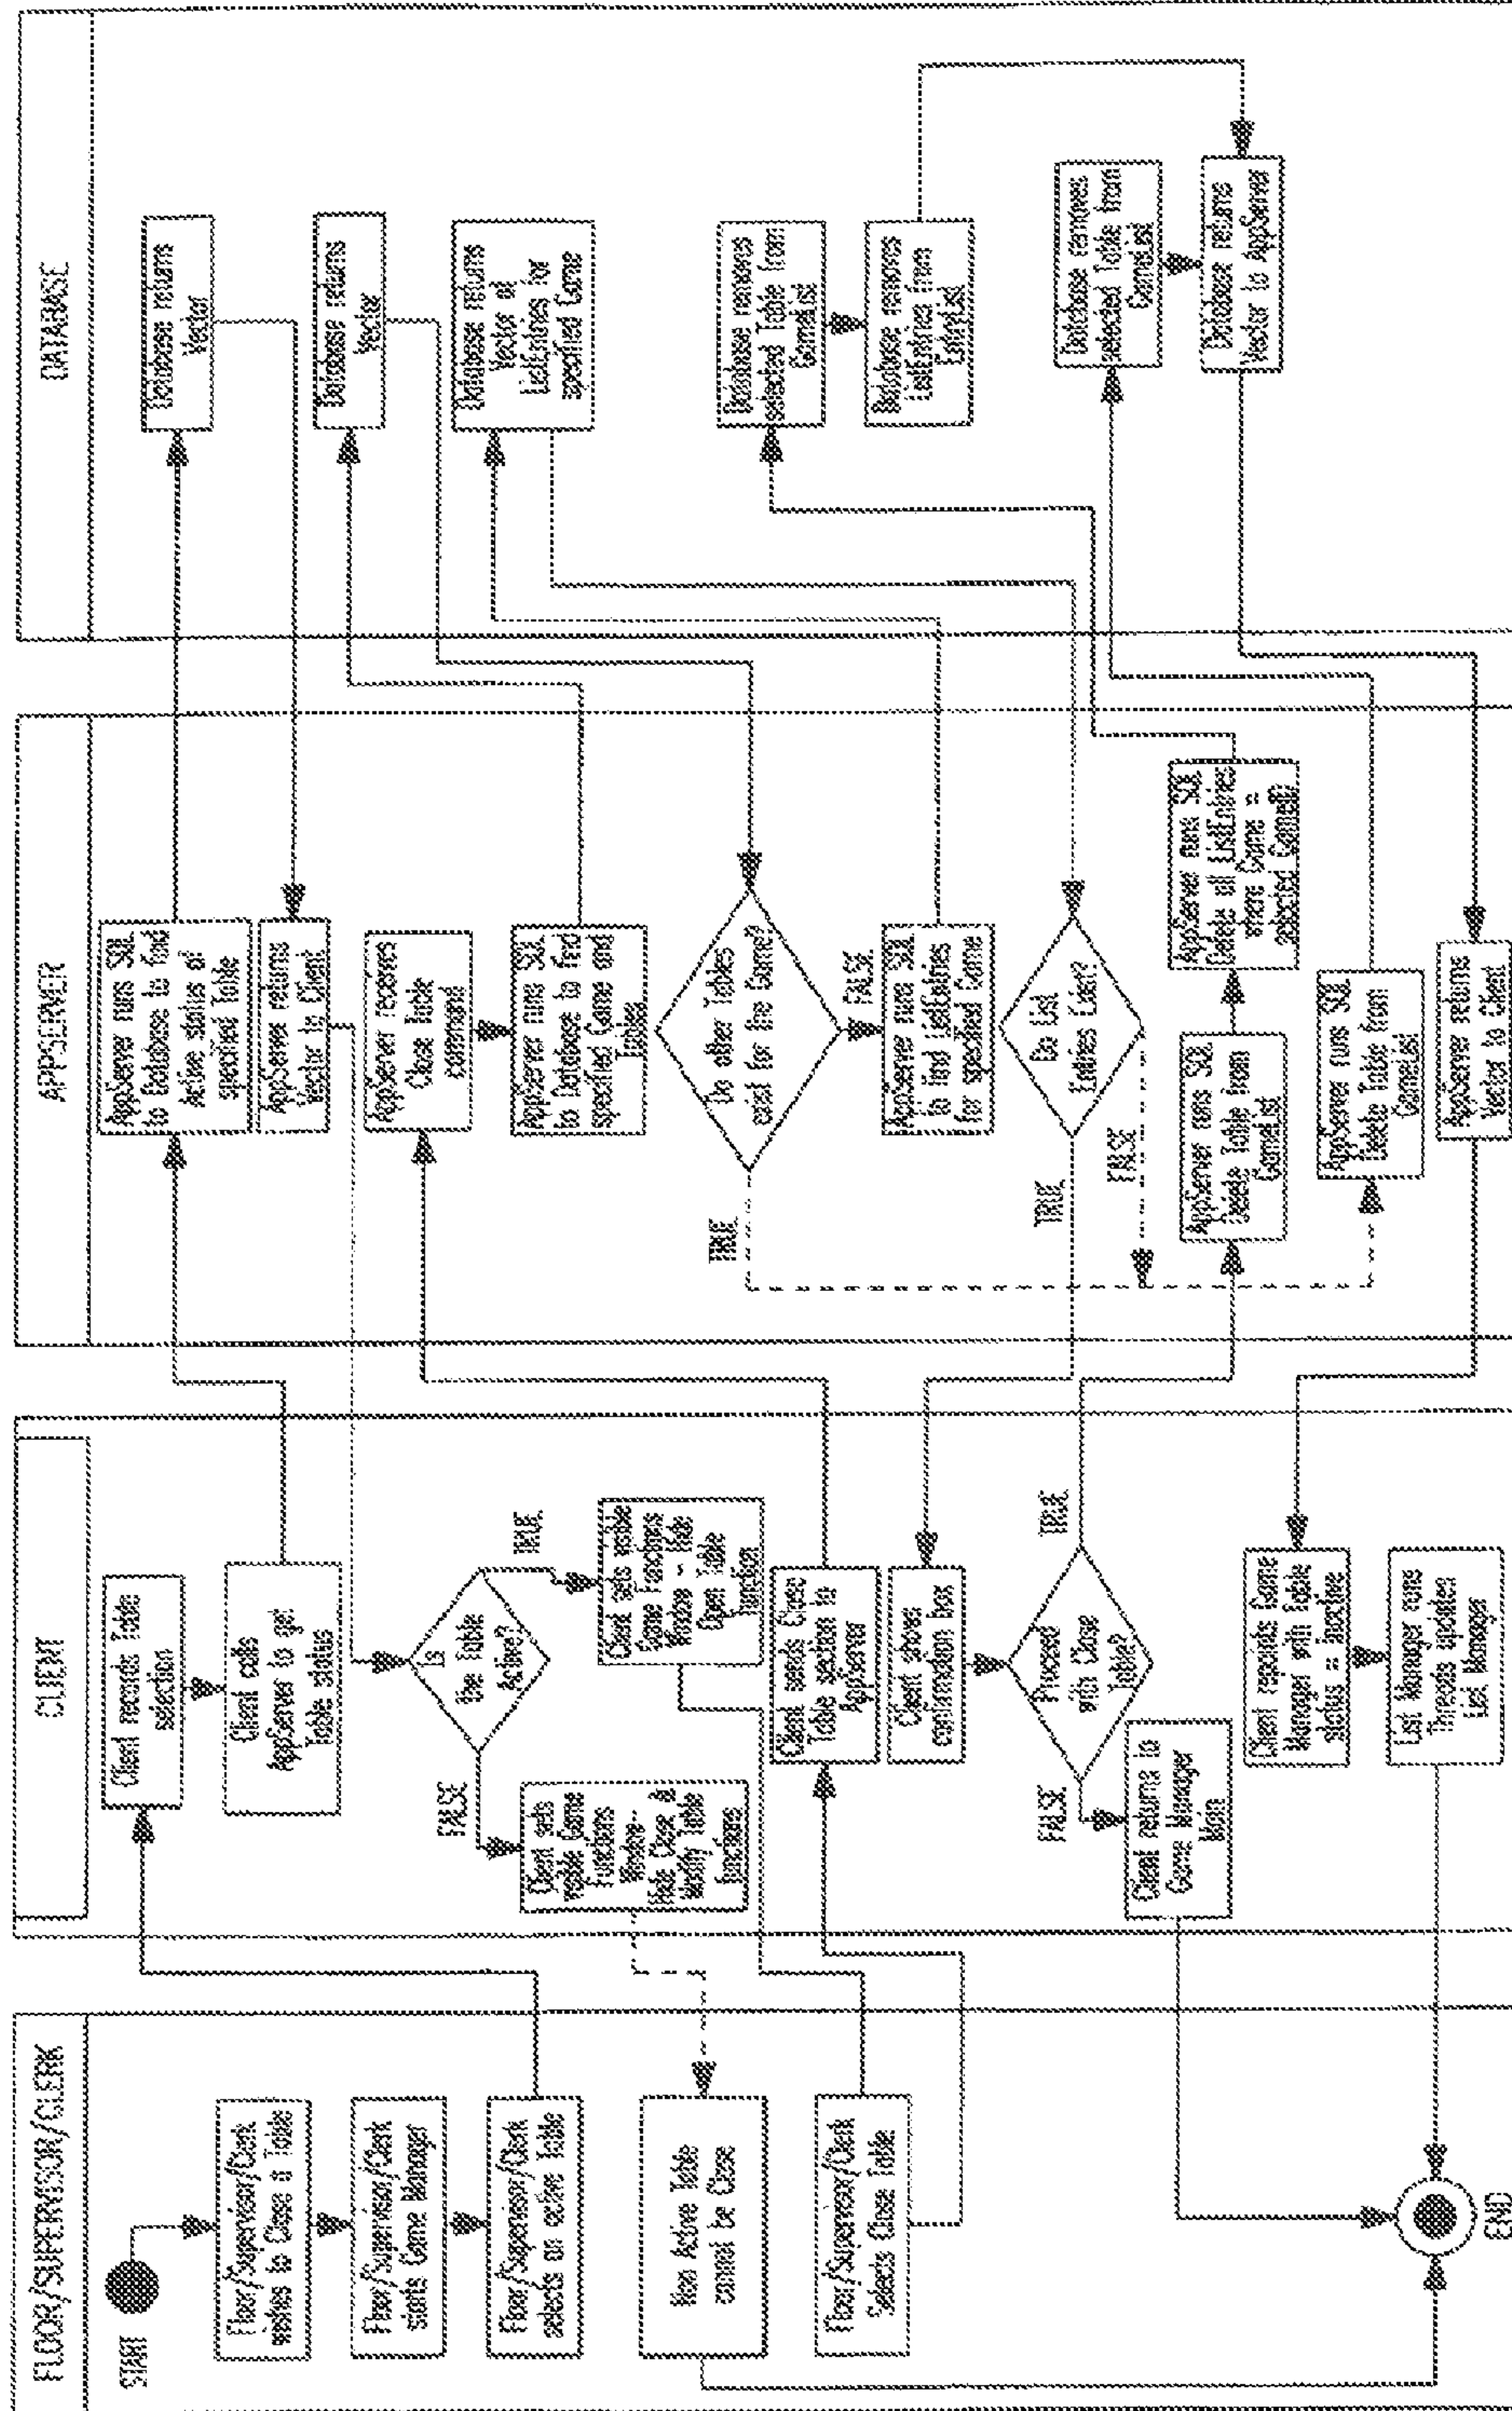 FLOOR/SUPERVISOR/CLERK
START
Floor/Supervisor/Clerk
wishes to Close a Table
Floor/Supervisor/Clerk
starts Game Manager
Floor/Supervisor/Clerk
selects an active Table
Non Active Table
cannot be Close
Floor/Supervisor/Clerk
Selects Close Table
END
CLIENT
Client records Table
selection
Client calls
AppServer to get
Table status
Is
the Table
Active?
FALSE
TRUE
Client sets
visible Game
Functions
Window--
Hide Close &
Modify Table
functions
Client sets visible
Game Functions
Window -- Hide
Open Table
function
Client sends Close
Table section to
AppServer
Client shows
confirmation box
Proceed
with Close
Table?
FALSE
TRUE
Client returns to
Game Manager
Main
Client repaints Game
Manager with Table
status = inactive
List Manager runs
Threads updates
List Manager
APPSERVER
AppServer runs SQL
to Database to find
Active status of
specified Table
AppServer returns
Vector to Client
AppServer receives
Close Table
command
AppServer runs SQL
to Database to find
specified Game and
Tables
Do other Tables
exist for the Game?
TRUE
FALSE
AppServer runs SQL
to find ListEntries
for specified Game
Do List
Entries Exist?
TRUE
FALSE
AppServer runs SQL
Delete Table from
GameList
AppServer runs SQL
Delete all ListEntries
where Game =
selected GameID
AppServer runs SQL
Delete Table from
GameList
AppServer returns
Vector to Client
DATABASE
Database returns
Vector
Database returns
Vector
Database returns
Vector of
ListEntries for
specified Game
Database removes
selected Table from
GameList
Database removes
ListEntries from
EntryList
Database removes
selected Table from
GameList
Database returns
Vector to AppServer